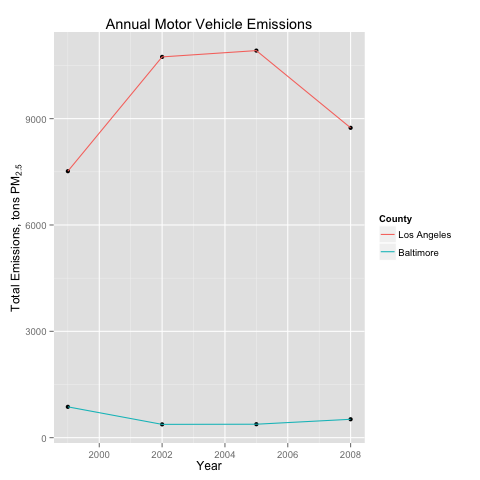 Annual Motor Vehicle Emissions
Total Emissions, tons PM2.5
9000
6000
3000
0
2000
2002
2004
2006
2008
Year
County
Los Angeles
Baltimore